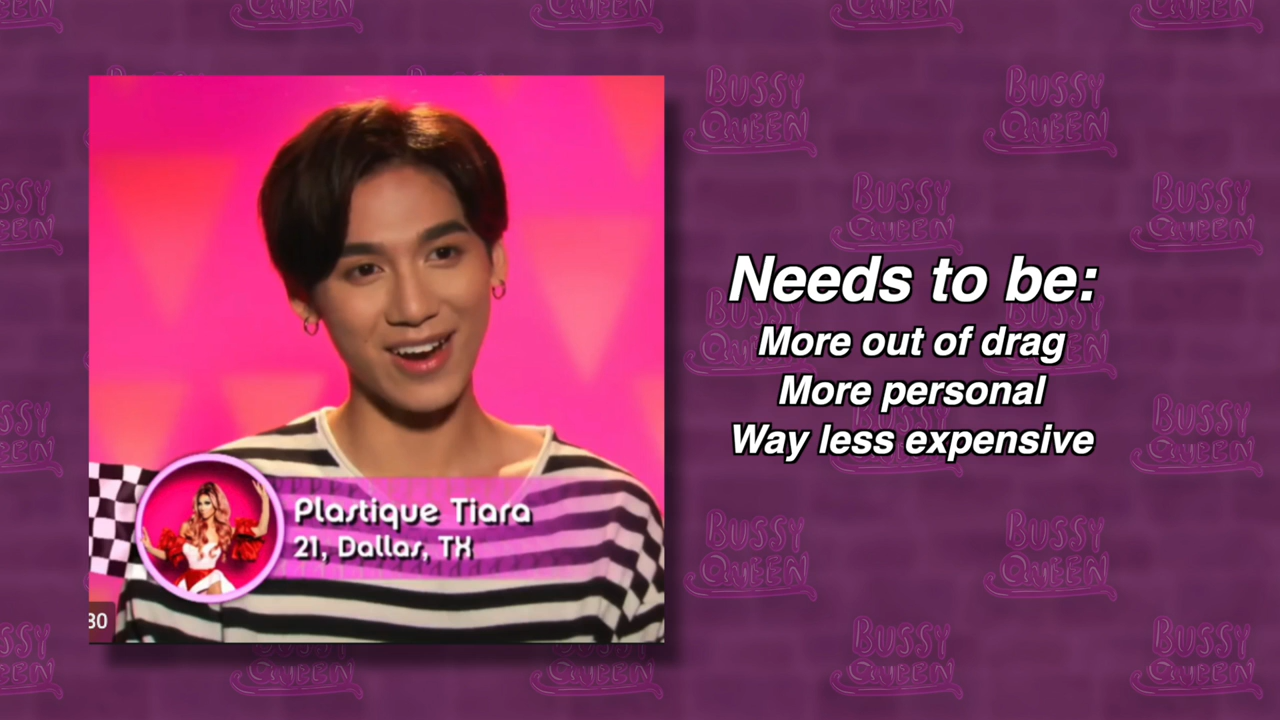 BUSSY
QUEEN
Needs to be:
More out of drag
More personal
Way less expensive
Plastique Tiara
21, Dallas, TX
30